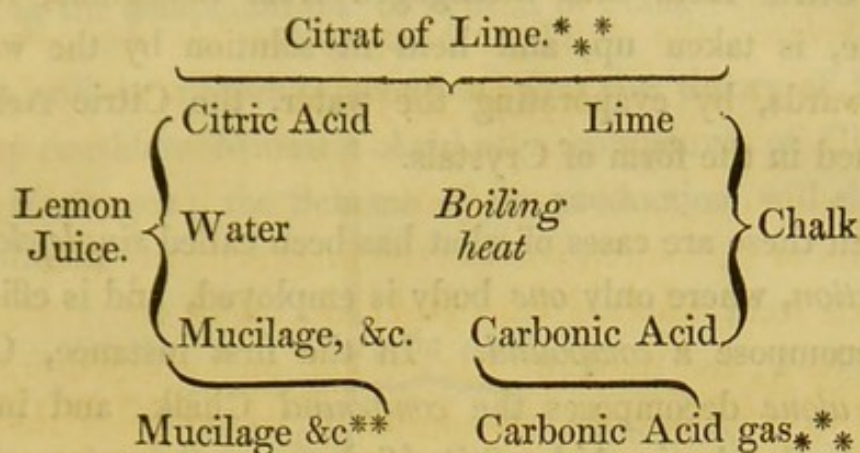 Citrat of Lime.***
Citric Acid Lime
Lemon Juice. Water Boiling heat Chalk
Mucilage, &c. Carbonic Acid
Mucilage &c** Carbonic Acid gas***